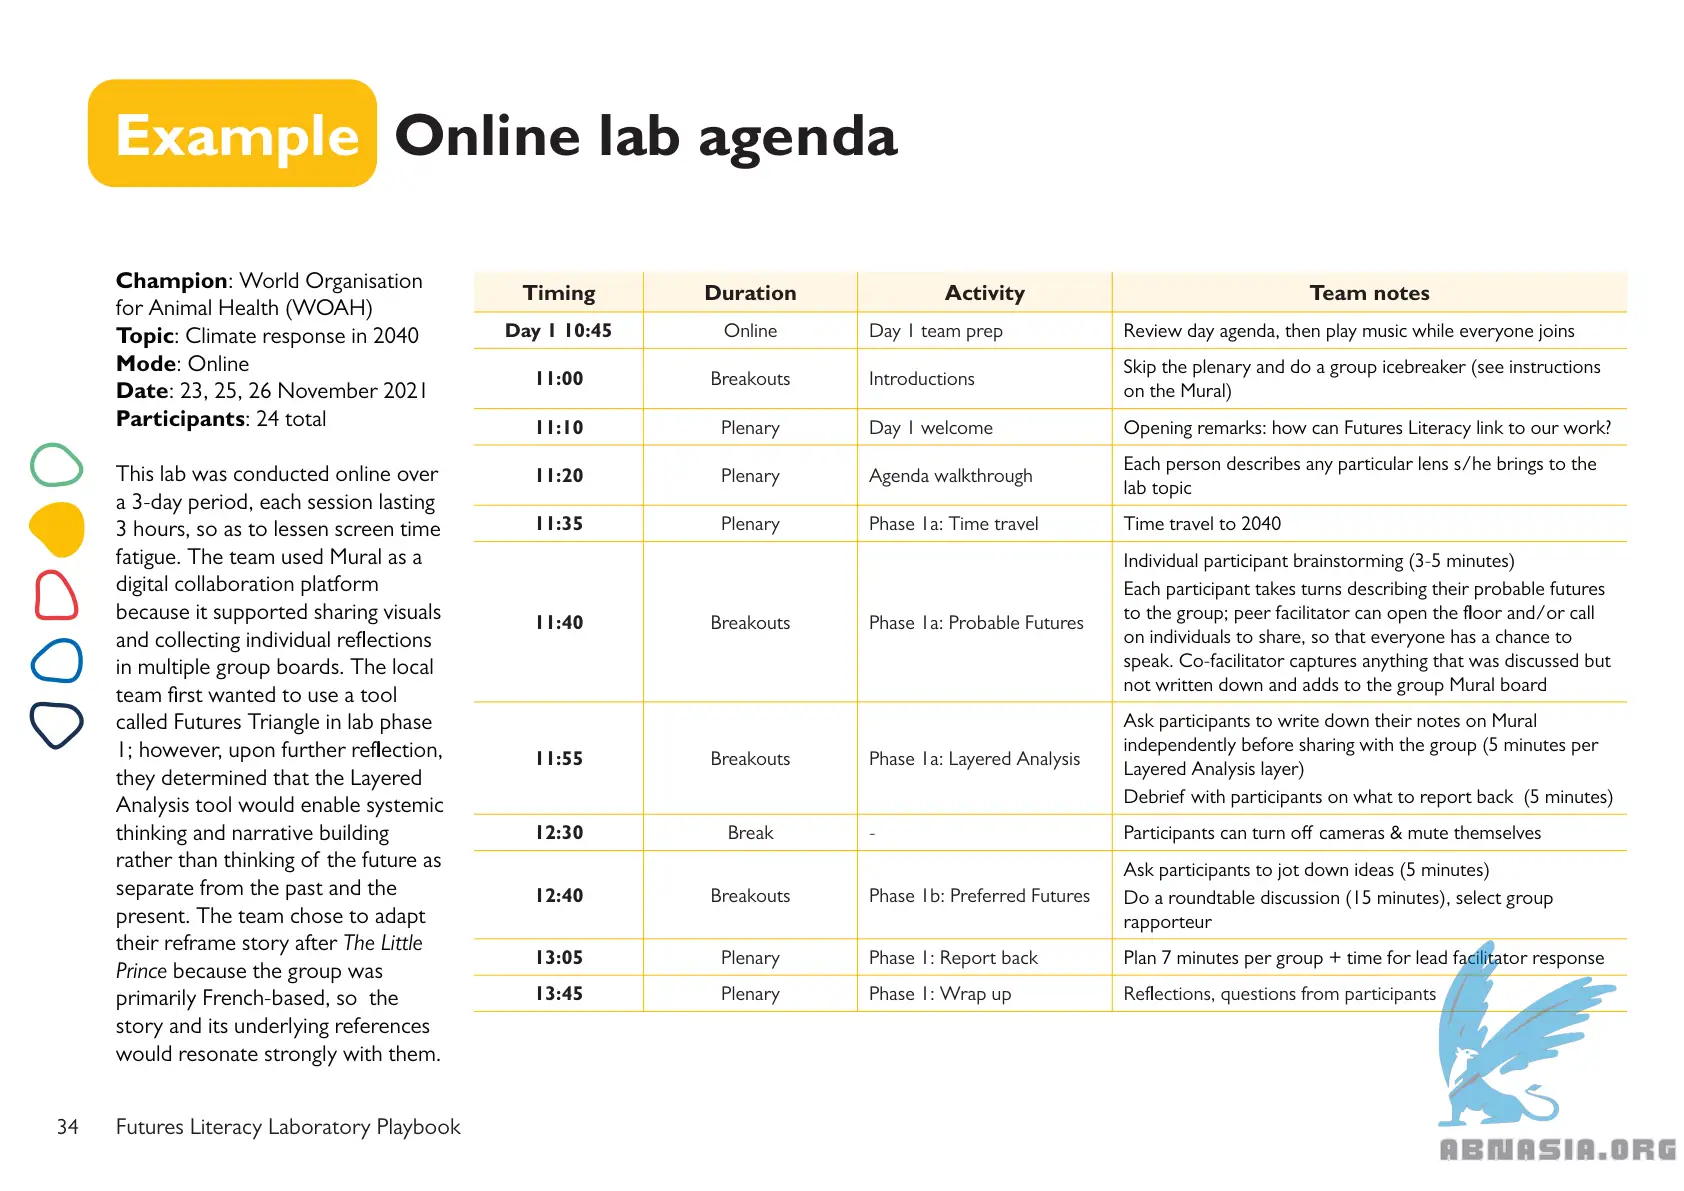 Example Online lab agenda
Champion: World Organisation
for Animal Health (WOAH)
Topic: Climate response in 2040
Mode: Online
Date: 23, 25, 26 November 2021
Participants: 24 total
This lab was conducted online over
a 3-day period, each session lasting
3 hours, so as to lessen screen time
fatigue. The team used Mural as a
digital collaboration platform
because it supported sharing visuals
and collecting individual reflections
in multiple group boards. The local
team first wanted to use a tool
called Futures Triangle in lab phase
1; however, upon further reflection,
they determined that the Layered
Analysis tool would enable systemic
thinking and narrative building
rather than thinking of the future as
separate from the past and the
present. The team chose to adapt
their reframe story after The Little
Prince because the group was
primarily French-based, so the
story and its underlying references
would resonate strongly with them.
Timing Duration Activity Team notes
Day 1 10:45 Online Day 1 team prep Review day agenda, then play music while everyone joins
11:00 Breakouts Introductions Skip the plenary and do a group icebreaker (see instructions
on the Mural)
11:10 Plenary Day 1 welcome Opening remarks: how can Futures Literacy link to our work?
11:20 Plenary Agenda walkthrough Each person describes any particular lens s/he brings to the
lab topic
11:35 Plenary Phase 1a: Time travel Time travel to 2040
11:40 Breakouts Phase 1a: Probable Futures Individual participant brainstorming (3-5 minutes)
Each participant takes turns describing their probable futures
to the group; peer facilitator can open the floor and/or call
on individuals to share, so that everyone has a chance to
speak. Co-facilitator captures anything that was discussed but
not written down and adds to the group Mural board
11:55 Breakouts Phase 1a: Layered Analysis Ask participants to write down their notes on Mural
independently before sharing with the group (5 minutes per
Layered Analysis layer)
Debrief with participants on what to report back (5 minutes)
12:30 Break - Participants can turn off cameras & mute themselves
12:40 Breakouts Phase 1b: Preferred Futures Ask participants to jot down ideas (5 minutes)
Do a roundtable discussion (15 minutes), select group
rapporteur
13:05 Plenary Phase 1: Report back Plan 7 minutes per group + time for lead facilitator response
13:45 Plenary Phase 1: Wrap up Reflections, questions from participants
34 Futures Literacy Laboratory Playbook
ABNASIA.ORG